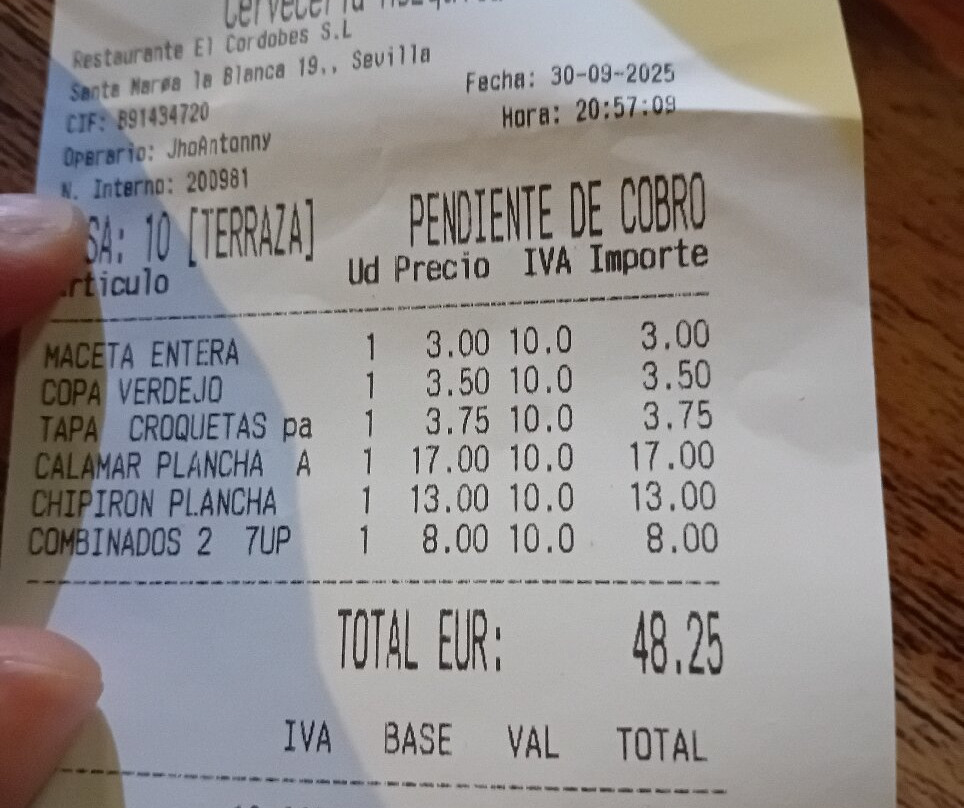 Cervecería
Restaurante El Cordobes S.L
Santa Marøa la Blanca 19,, Sevilla
Fecha: 30-09-2025
CIF: B91434720
Hora: 20:57:09
Operario: JhoAntonny
N. Interno: 200981
SA: 10 [TERRAZA] PENDIENTE DE COBRO
rticulo Ud Precio IVA Importe
MACETA ENTERA 1 3.00 10.0 3.00
COPA VERDEJO 1 3.50 10.0 3.50
TAPA CROQUETAS pa 1 3.75 10.0 3.75
CALAMAR PLANCHA A 1 17.00 10.0 17.00
CHIPIRON PLANCHA 1 13.00 10.0 13.00
COMBINADOS 2 7UP 1 8.00 10.0 8.00
TOTAL EUR: 48.25
IVA BASE VAL TOTAL